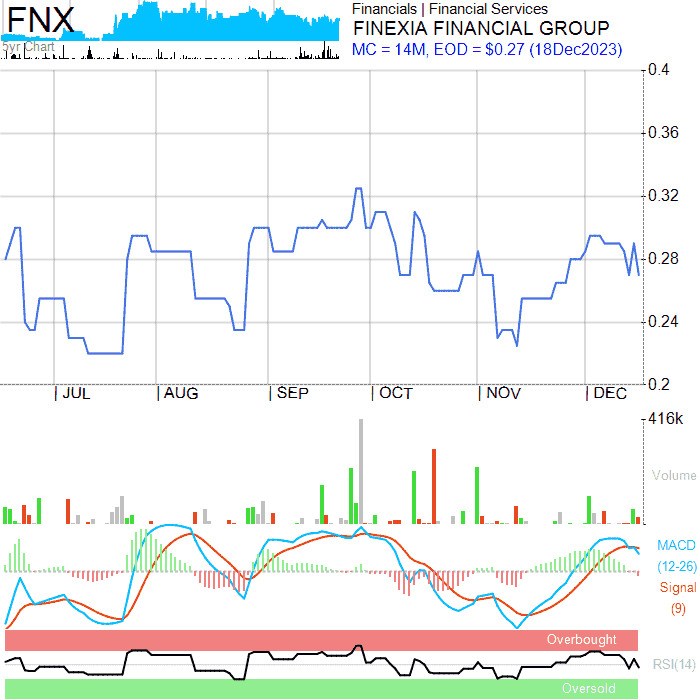 FNX
5yr Chart
Financials | Financial Services
FINEXIA FINANCIAL GROUP
MC = 14M, EOD = $0.27 (18Dec2023)
0.4
0.36
0.32
0.28
0.24
0.2
JUL AUG SEP OCT NOV DEC
416k
Volume
MACD
(12-26)
Signal
(9)
Overbought
RSI(14)
Oversold